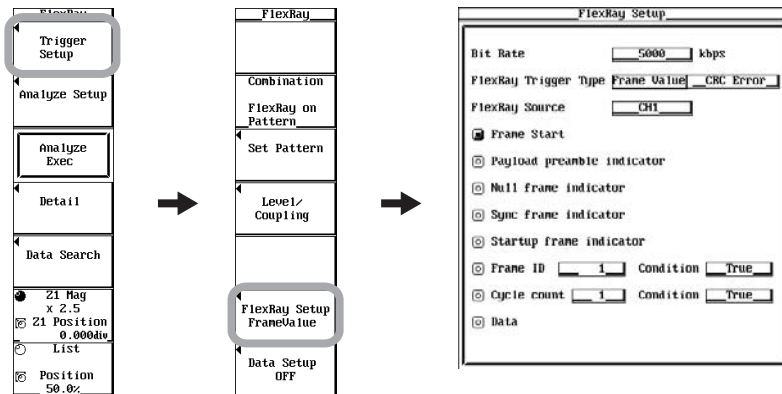 FlexRay
Trigger
Setup
Analyze Setup
Analyze
Exec
Detail
Data Search
Z1 Mag
x 2.5
Z1 Position
0.000div
List
Position
50.0%
FlexRay
Combination
FlexRay on
Pattern
Set Pattern
Level/
Coupling
FlexRay Setup
FrameValue
Data Setup
OFF
FlexRay Setup
Bit Rate 5000 kbps
FlexRay Trigger Type Frame Value CRC Error
FlexRay Source CH1
Frame Start
Payload preamble indicator
Null frame indicator
Sync frame indicator
Startup frame indicator
Frame ID 1 Condition True
Cycle count 1 Condition True
Data